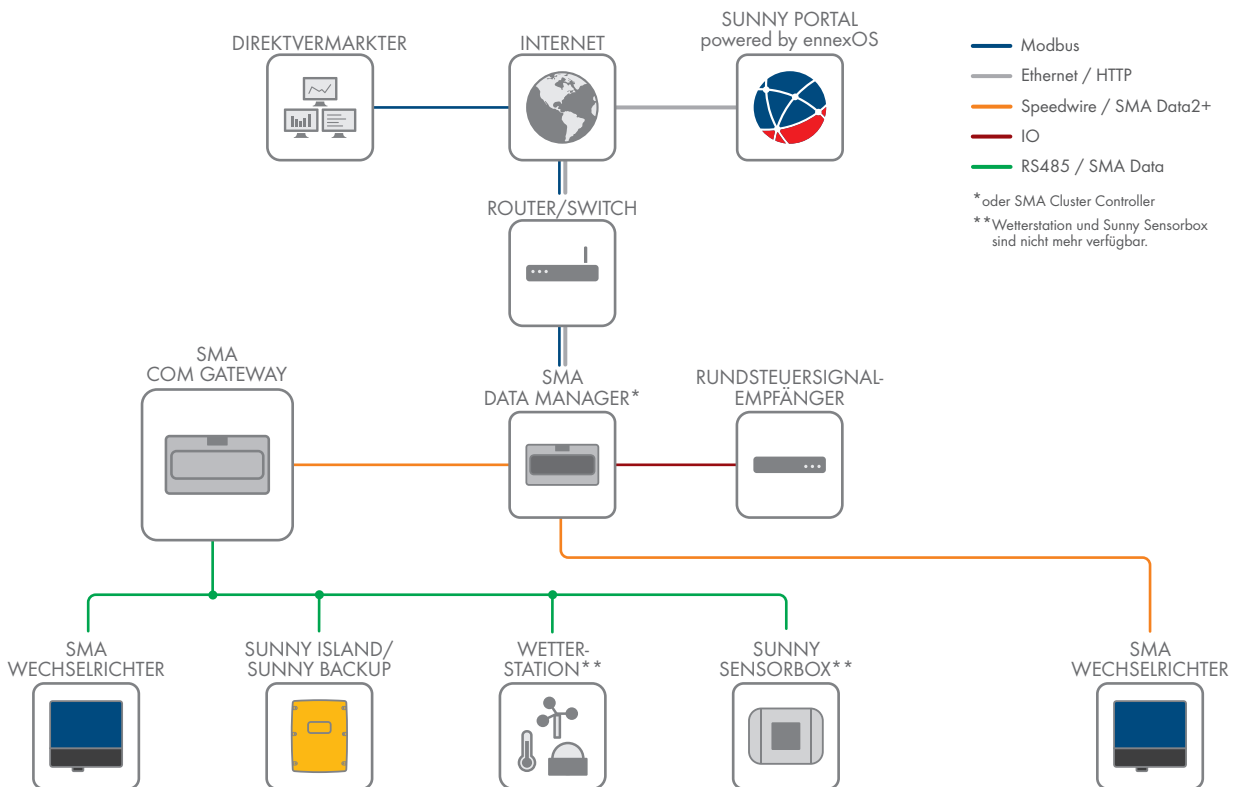 DIREKTVERMARKTER
INTERNET
SUNNY PORTAL
powered by ennexOS
Modbus
Ethernet / HTTP
Speedwire / SMA Data2+
IO
RS485 / SMA Data
*oder SMA Cluster Controller
**Wetterstation und Sunny Sensorbox
sind nicht mehr verfügbar.
ROUTER/SWITCH
SMA
COM GATEWAY
SMA
DATA MANAGER*
RUNDSTEUERSIGNAL-
EMPFÄNGER
SMA
WECHSELRICHTER
SUNNY ISLAND/
SUNNY BACKUP
WETTER-
STATION**
SUNNY
SENSORBOX**
SMA
WECHSELRICHTER